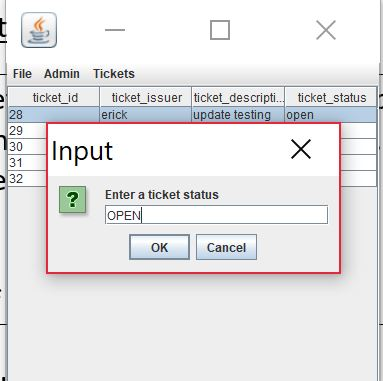 File Admin Tickets
ticket_id ticket_issuer ticket_descripti... ticket_status
28 erick update testing open
29
30
31
32
Input
Enter a ticket status
OPEN
OK Cancel